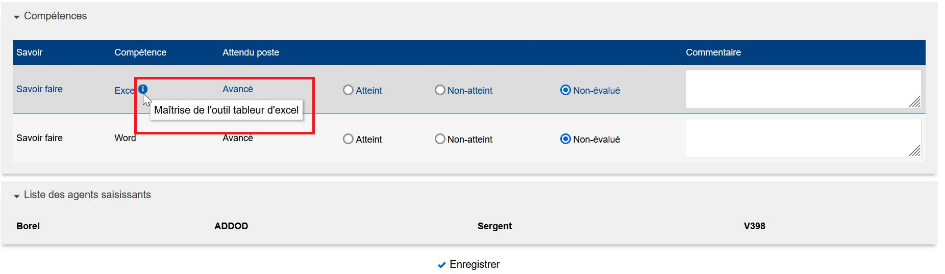 Compétences
Savoir Compétence Attendu poste Commentaire
Savoir faire Exce Avancé Atteint Non-atteint Non-évalué
Maîtrise de l'outil tableur d'excel
Savoir faire Word Avancé Atteint Non-atteint Non-évalué
Liste des agents saisissants
Borel ADDOD Sergent V398
Enregistrer